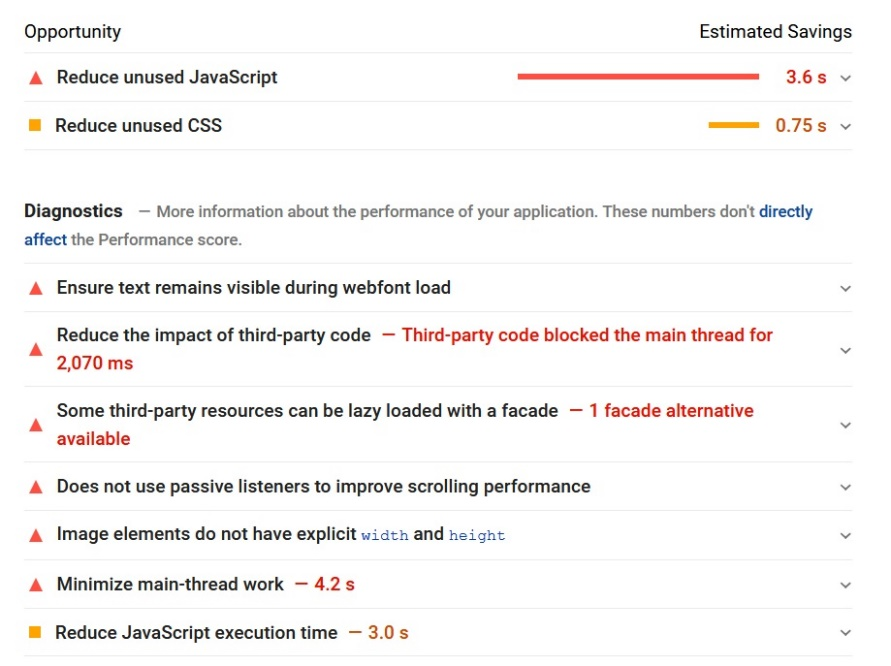 Opportunity Estimated Savings
Reduce unused JavaScript 3.6 s
Reduce unused CSS 0.75 s
Diagnostics — More information about the performance of your application. These numbers don't directly
affect the Performance score.
Ensure text remains visible during webfont load
Reduce the impact of third-party code — Third-party code blocked the main thread for
2,070 ms
Some third-party resources can be lazy loaded with a facade — 1 facade alternative
available
Does not use passive listeners to improve scrolling performance
Image elements do not have explicit width and height
Minimize main-thread work — 4.2 s
Reduce JavaScript execution time — 3.0 s